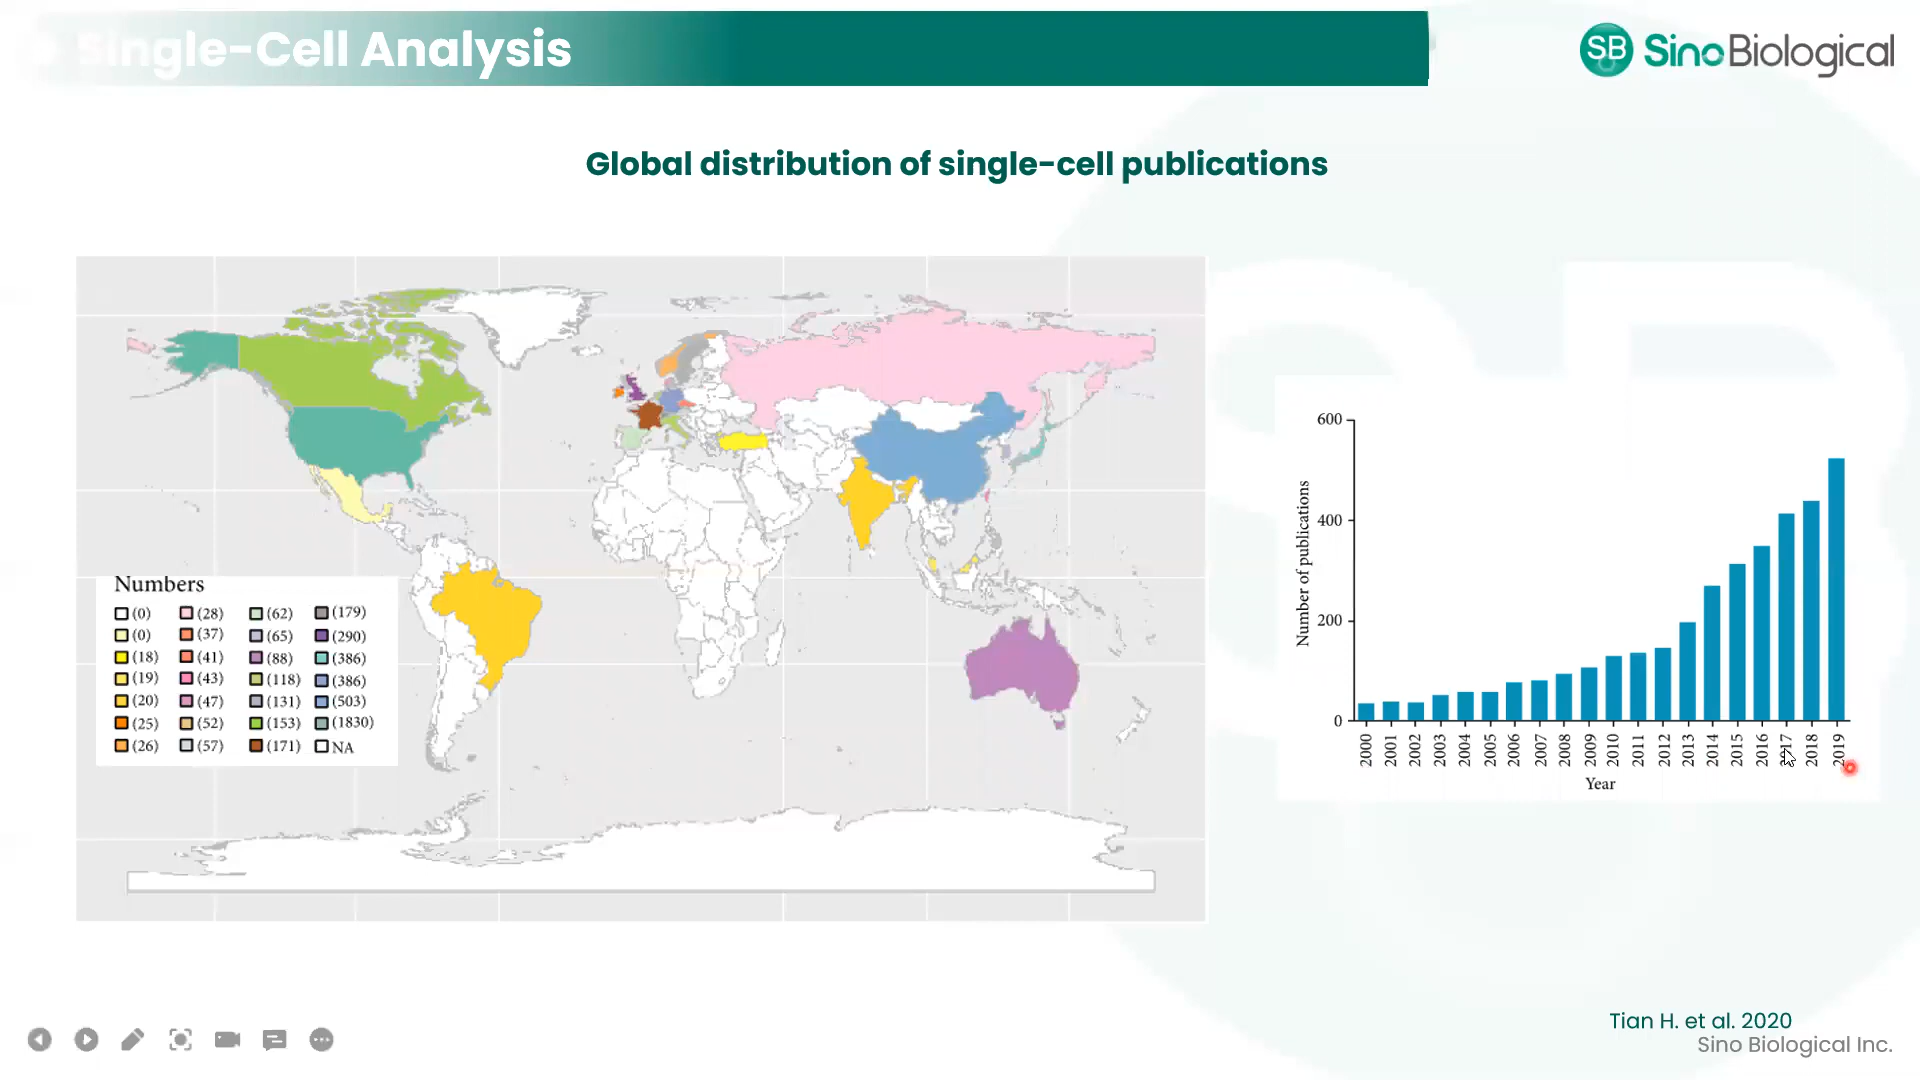 Single-Cell Analysis
SB SinoBiological
Global distribution of single-cell publications
Numbers
(0) (28) (62) (179)
(0) (37) (65) (290)
(18) (41) (88) (386)
(19) (43) (118) (386)
(20) (47) (131) (503)
(25) (52) (153) (1830)
(26) (57) (171) NA
Number of publications
600
400
200
0
2000 2001 2002 2003 2004 2005 2006 2007 2008 2009 2010 2011 2012 2013 2014 2015 2016 2017 2018 2019
Year
Tian H. et al. 2020
Sino Biological Inc.